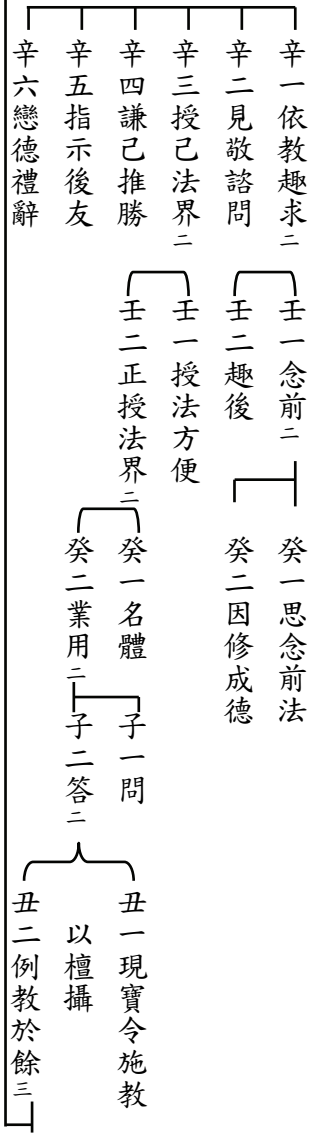 辛一依教趣求二
辛二見敬諮問
辛三授己法界二
辛四謙己推勝
辛五指示後友
辛六戀德禮辭
壬一念前二
壬二趣後
壬一授法方便
壬二正授法界二
癸一思念前法
癸二因修成德
癸一名體
癸二業用二
子一問
子二答二
丑一現寶令施教
以檀攝
丑二例教於餘三